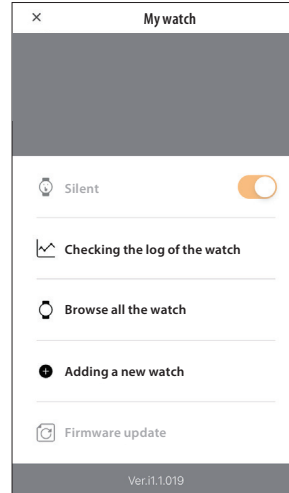 My watch
Silent
Checking the log of the watch
Browse all the watch
Adding a new watch
Firmware update
Ver.i1.1.019